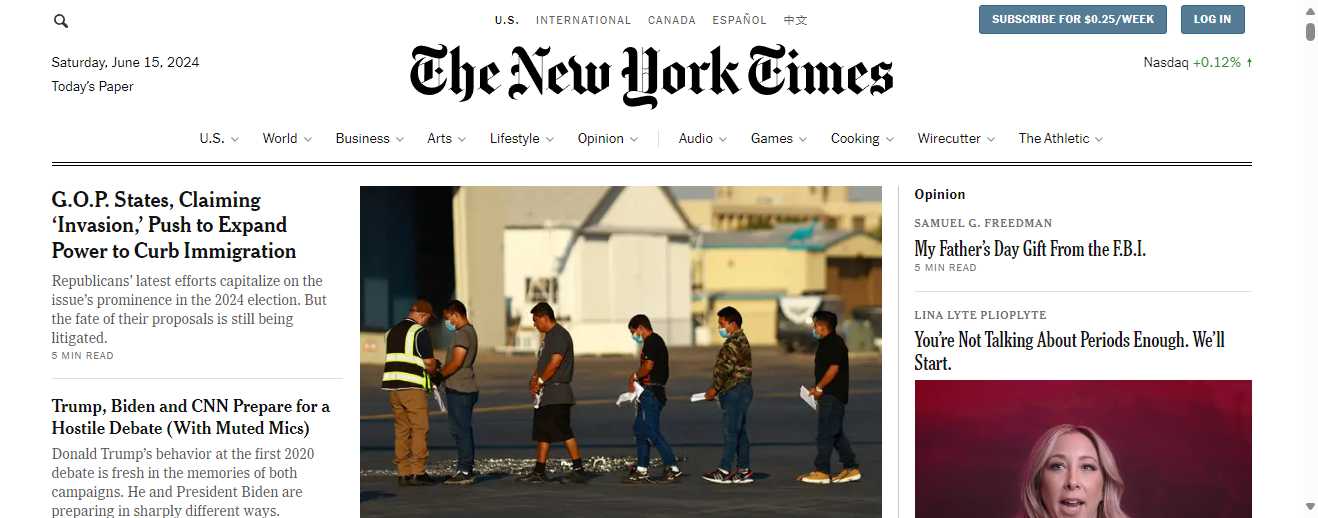 U.S. INTERNATIONAL CANADA ESPAÑOL 中文
SUBSCRIBE FOR $0.25/WEEK
LOG IN
Saturday, June 15, 2024
Today's Paper
The New York Times
Nasdaq +0.12% ↑
U.S. World Business Arts Lifestyle Opinion Audio Games Cooking Wirecutter The Athletic
G.O.P. States, Claiming
‘Invasion,’ Push to Expand
Power to Curb Immigration
Republicans’ latest efforts capitalize on the
issue’s prominence in the 2024 election. But
the fate of their proposals is still being
litigated.
5 MIN READ
Trump, Biden and CNN Prepare for a
Hostile Debate (With Muted Mics)
Donald Trump’s behavior at the first 2020
debate is fresh in the memories of both
campaigns. He and President Biden are
preparing in sharply different ways.
Opinion
SAMUEL G. FREEDMAN
My Father’s Day Gift From the F.B.I.
5 MIN READ
LINA LYTE PLIOPLYTE
You’re Not Talking About Periods Enough. We’ll
Start.